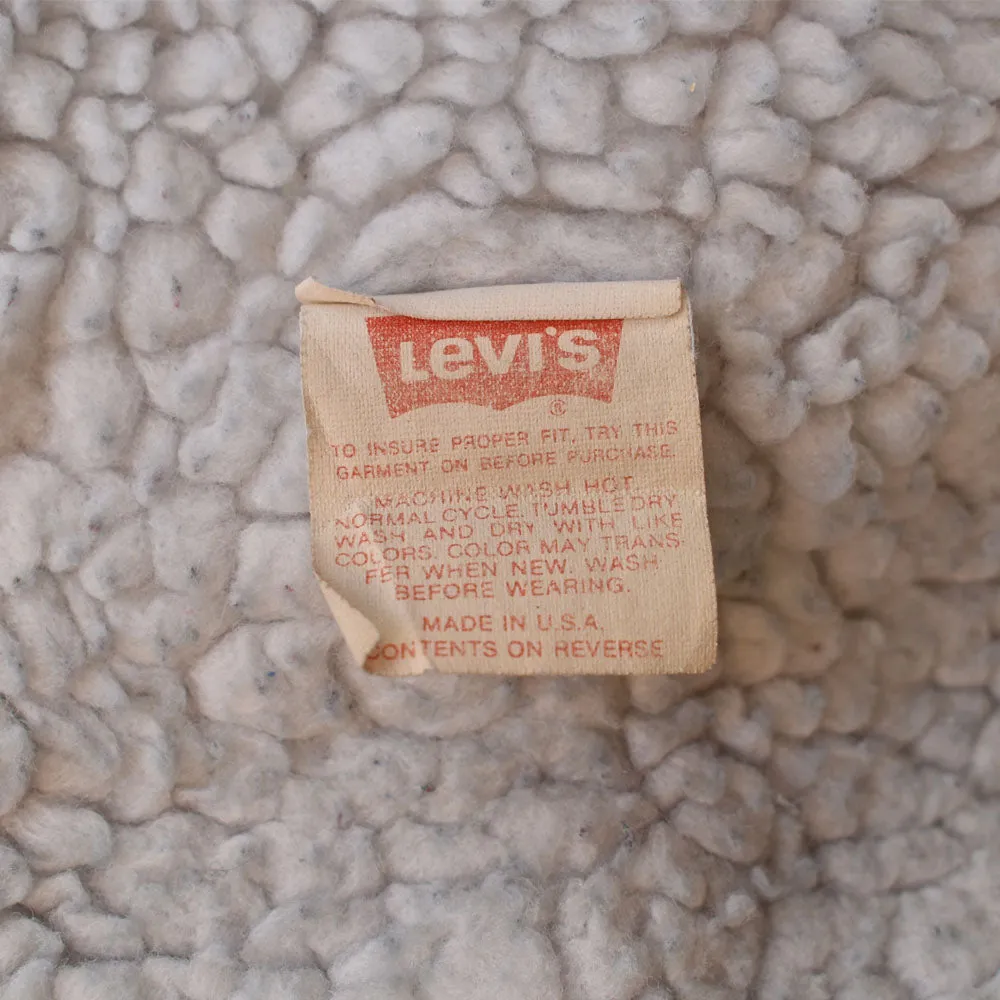 Levi's
®
TO INSURE PROPER FIT, TRY THIS
GARMENT ON BEFORE PURCHASE.
MACHINE WASH HOT
NORMAL CYCLE. TUMBLE DRY
WASH AND DRY WITH LIKE
COLORS. COLOR MAY TRANS-
FER WHEN NEW. WASH
BEFORE WEARING.
MADE IN U.S.A.
CONTENTS ON REVERSE